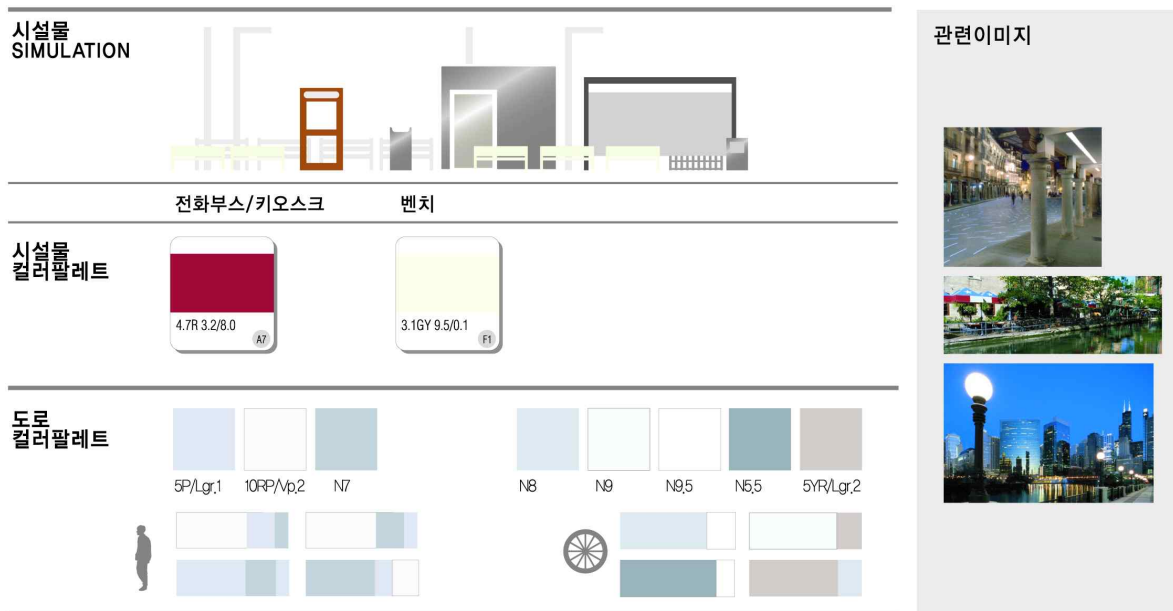 시설물
SIMULATION
관련이미지
전화부스/키오스크
벤치
시설물
컬러팔레트
4.7R 3.2/8.0
A7
3.1GY 9.5/0.1
F1
도로
컬러팔레트
5P/Lgr.1
10RP/Vp.2
N7
N8
N9
N9.5
N5.5
5YR/Lgr.2